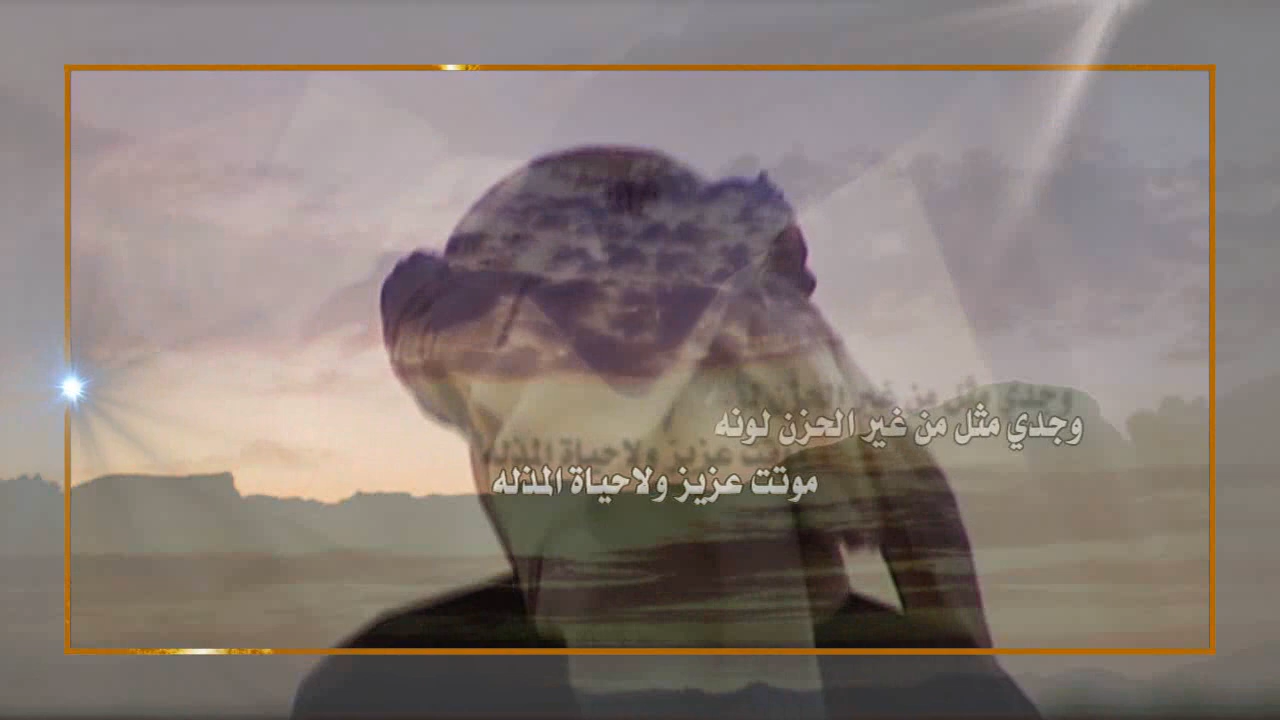 وجدي مثل من غير الحزن لونه
موتت عزيز ولاحياة المذله